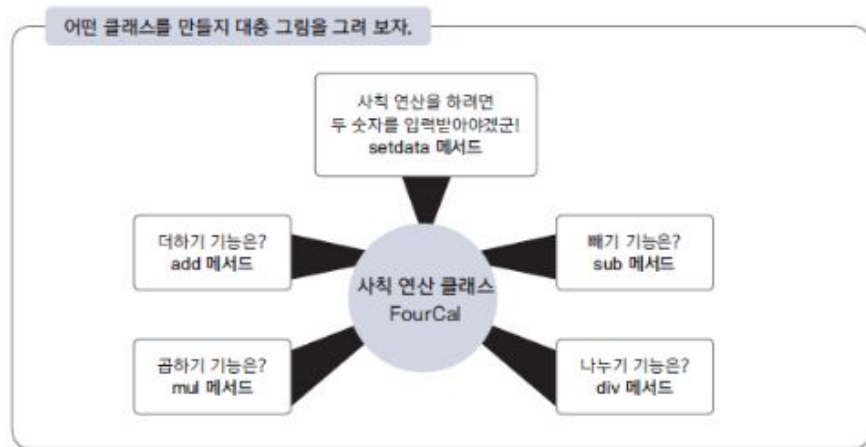 어떤 클래스를 만들지 대충 그림을 그려 보자.
사칙 연산을 하려면
두 숫자를 입력받아야겠군!
setdata 메서드
더하기 기능은?
add 메서드
빼기 기능은?
sub 메서드
사칙 연산 클래스
FourCal
곱하기 기능은?
mul 메서드
나누기 기능은?
div 메서드